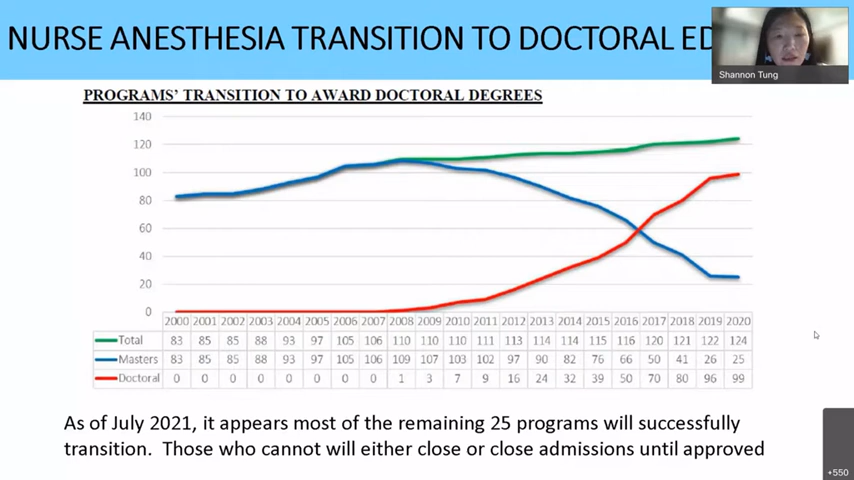 NURSE ANESTHESIA TRANSITION TO DOCTORAL ED
Shannon Tung
PROGRAMS' TRANSITION TO AWARD DOCTORAL DEGREES
140
120
100
80
60
40
20
0
2000 2001 2002 2003 2004 2005 2006 2007 2008 2009 2010 2011 2012 2013 2014 2015 2016 2017 2018 2019 2020
Total 83 85 85 88 93 97 105 106 110 110 110 111 113 114 114 115 116 120 121 122 124
Masters 83 85 85 88 93 97 105 106 109 107 103 102 97 90 82 76 66 50 41 26 25
Doctoral 0 0 0 0 0 0 0 0 1 3 7 9 16 24 32 39 50 70 80 96 99
As of July 2021, it appears most of the remaining 25 programs will successfully
transition. Those who cannot will either close or close admissions until approved
+550